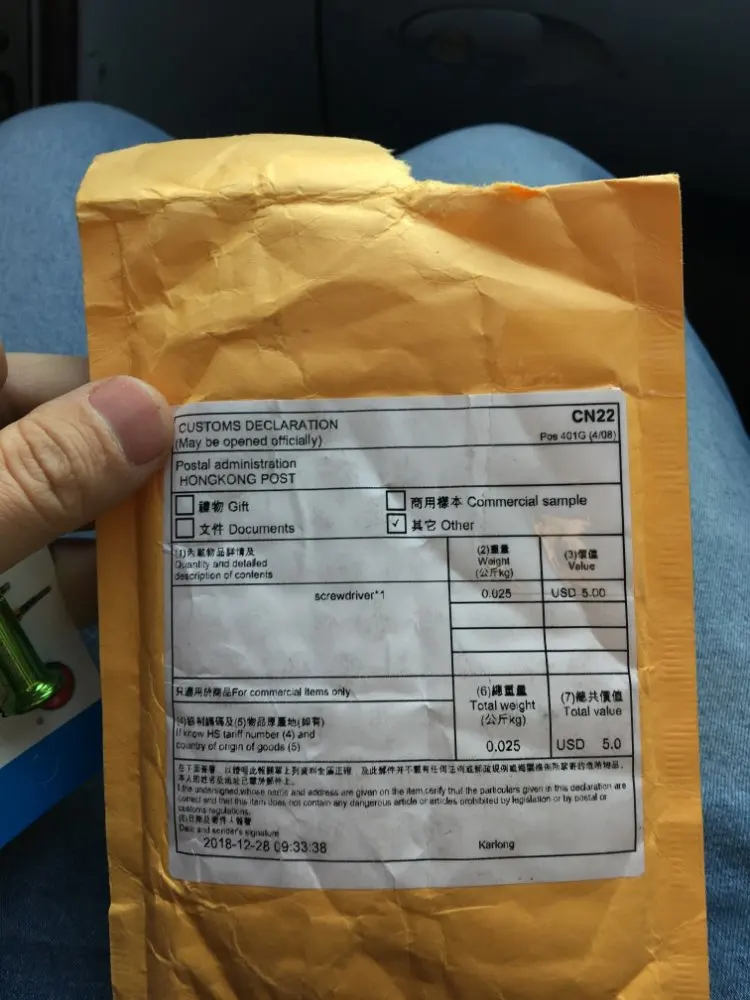 CUSTOMS DECLARATION
CN22
(May be opened officially)
Pos 401G (4/08)
Postal administration
HONGKONG POST
禮物 Gift
商用樣本 Commercial sample
文件 Documents
✓ 其它 Other
(1)
Quantity and detailed
description of contents
(2)重量
Weight
(公斤kg)
(3)價值
Value
screwdriver*1
0.025
USD 5.00
只適用於商品For commercial items only
(6)總重量
Total weight
(公斤kg)
(7)總共價值
Total value
If know HS tariff number (4) and
country of origin of goods (5)
0.025
USD 5.0
I the undersigned,whose name and address are given on the item,certify that the particulars given in this declaration are
correct and that this item does not contain any dangerous article or articles prohibited by legislation or by postal or
customs regulations.
Date and sender's signature
2018-12-28 09:33:38
Karlong